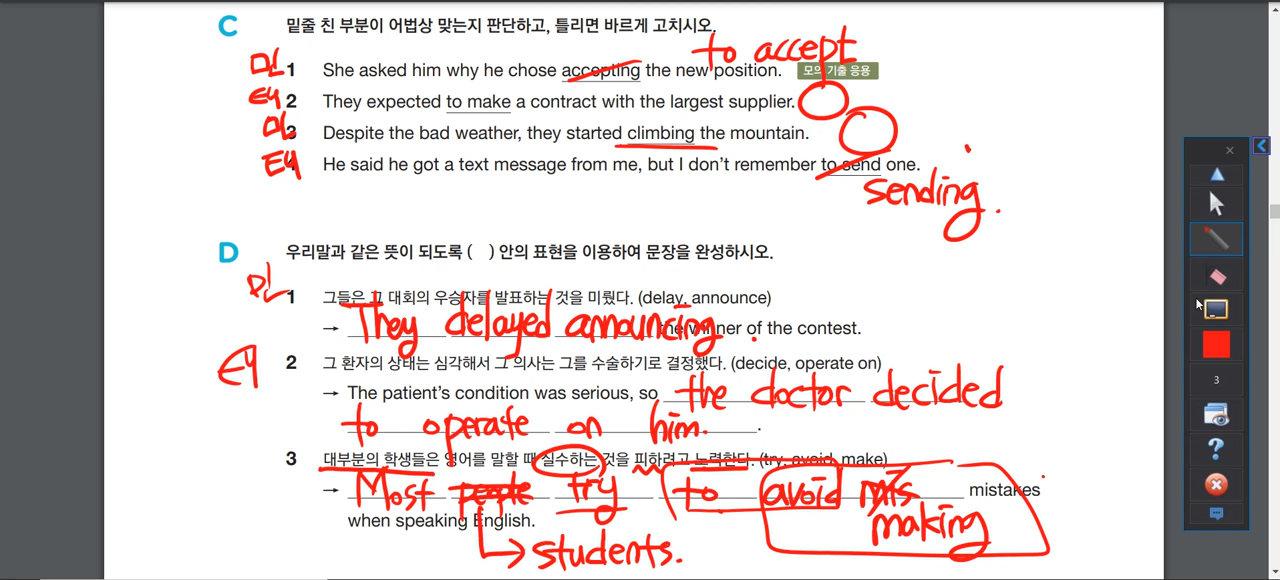 C 밑줄 친 부분이 어법상 맞는지 판단하고, 틀리면 바르게 고치시오.
to accept
민 1 She asked him why he chose accepting the new position. 모의 기출 응용
2 They expected to make a contract with the largest supplier.
민 3 Despite the bad weather, they started climbing the mountain.
4 He said he got a text message from me, but I don't remember to send one.
sending.
D 우리말과 같은 뜻이 되도록 ( ) 안의 표현을 이용하여 문장을 완성하시오.
민 1 그들은 그 대회의 우승자를 발표하는 것을 미뤘다. (delay, announce)
→ They delayed announcing the winner of the contest.
2 그 환자의 상태는 심각해서 그 의사는 그를 수술하기로 결정했다. (decide, operate on)
→ The patient's condition was serious, so the doctor decided
to operate on him.
3 대부분의 학생들은 영어를 말할 때 실수하는 것을 피하려고 노력한다. (try, avoid, make)
→ Most people try to avoid mis mistakes
when speaking English. making
→ students.
3